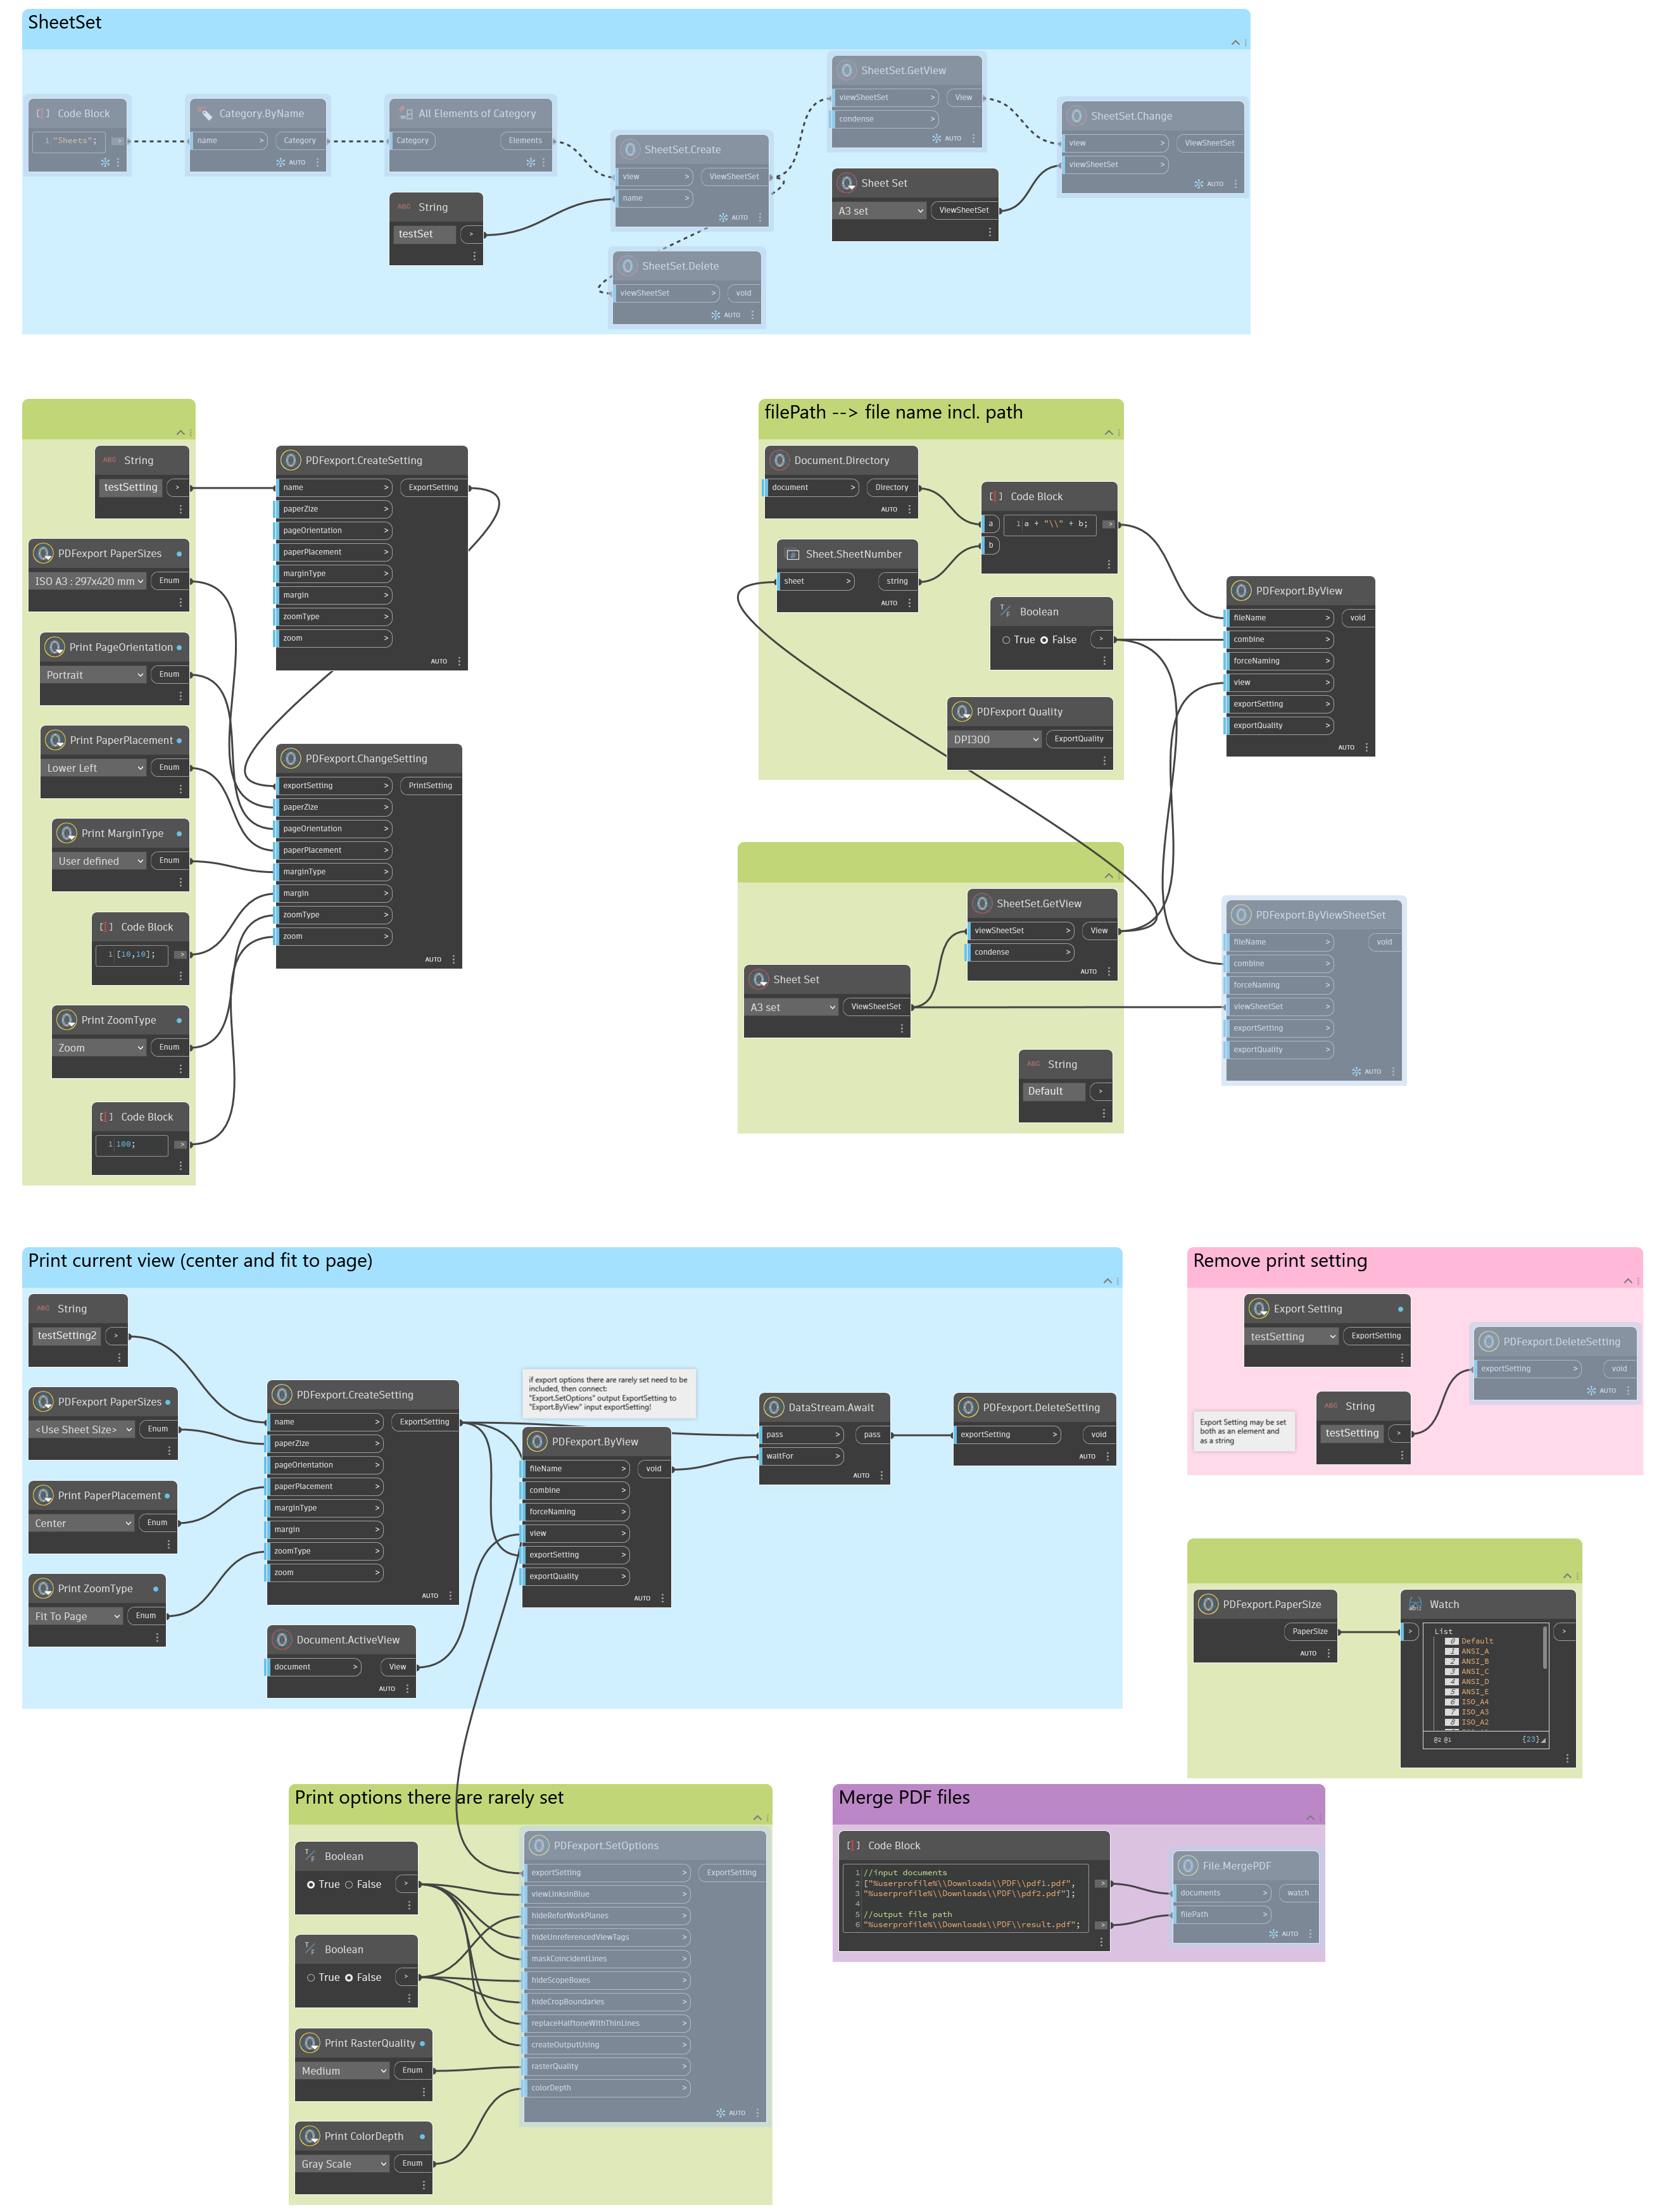 SheetSet
Code Block
1 "Sheets"; >
AUTO
Category.ByName
name > Category
AUTO
All Elements of Category
Category Elements
String
testSet >
SheetSet.Create
view > ViewSheetSet
name >
AUTO
SheetSet.Delete
viewSheetSet > void
AUTO
SheetSet.GetView
viewSheetSet > View
condense >
AUTO
Sheet Set
A3 set ViewSheetSet
SheetSet.Change
view > ViewSheetSet
viewSheetSet >
AUTO
String
testSetting >
PDFexport PaperSizes
ISO A3 : 297x420 mm Enum
Print PageOrientation
Portrait Enum
Print PaperPlacement
Lower Left Enum
Print MarginType
User defined Enum
Code Block
1 [10,10]; >
Print ZoomType
Zoom Enum
Code Block
1 100; >
PDFexport.CreateSetting
name > ExportSetting
paperZize >
pageOrientation >
paperPlacement >
marginType >
margin >
zoomType >
zoom >
AUTO
PDFexport.ChangeSetting
exportSetting > PrintSetting
paperZize >
pageOrientation >
paperPlacement >
marginType >
margin >
zoomType >
zoom >
AUTO
filePath --> file name incl. path
Document.Directory
document > Directory
AUTO
Sheet.SheetNumber
sheet > string
AUTO
Code Block
a 1 a + "\\" + b; >
b
Boolean
True False >
PDFexport Quality
DPI300 ExportQuality
PDFexport.ByView
fileName > void
combine >
forceNaming >
view >
exportSetting >
exportQuality >
AUTO
SheetSet.GetView
viewSheetSet > View
condense >
AUTO
Sheet Set
A3 set ViewSheetSet
String
Default >
PDFexport.ByViewSheetSet
fileName > void
combine >
forceNaming >
viewSheetSet >
exportSetting >
exportQuality >
AUTO
Print current view (center and fit to page)
String
testSetting2 >
PDFexport PaperSizes
<Use Sheet Size> Enum
Print PaperPlacement
Center Enum
Print ZoomType
Fit To Page Enum
PDFexport.CreateSetting
name > ExportSetting
paperZize >
pageOrientation >
paperPlacement >
marginType >
margin >
zoomType >
zoom >
AUTO
Document.ActiveView
document > View
AUTO
if export options there are rarely set need to be
included, then connect:
"Export.SetOptions" output ExportSetting to
"Export.ByView" input exportSetting!
PDFexport.ByView
fileName > void
combine >
forceNaming >
view >
exportSetting >
exportQuality >
AUTO
DataStream.Await
pass > pass
waitFor >
AUTO
PDFexport.DeleteSetting
exportSetting > void
AUTO
Remove print setting
Export Setting
testSetting ExportSetting
String
testSetting >
Export Setting may be set
both as an element and
as a string
PDFexport.DeleteSetting
exportSetting > void
AUTO
PDFexport.PaperSize
PaperSize
AUTO
Watch
> >
List
0 Default
1 ANSI_A
2 ANSI_B
3 ANSI_C
4 ANSI_D
5 ANSI_E
6 ISO_A4
7 ISO_A3
8 ISO_A2
@2 @1 {23}
Print options there are rarely set
Boolean
True False >
Boolean
True False >
Print RasterQuality
Medium Enum
Print ColorDepth
Gray Scale Enum
PDFexport.SetOptions
exportSetting > ExportSetting
viewLinksinBlue >
hideReforWorkPlanes >
hideUnreferencedViewTags >
maskCoincidentLines >
hideScopeBoxes >
hideCropBoundaries >
replaceHalftoneWithThinLines >
createOutputUsing >
rasterQuality >
colorDepth >
AUTO
Merge PDF files
Code Block
1 //input documents
2 ["%userprofile%\\Downloads\\PDF\\pdf1.pdf", >
3 "%userprofile%\\Downloads\\PDF\\pdf2.pdf"];
4
5 //output file path
6 "%userprofile%\\Downloads\\PDF\\result.pdf"; >
File.MergePDF
documents > watch
filePath >
AUTO